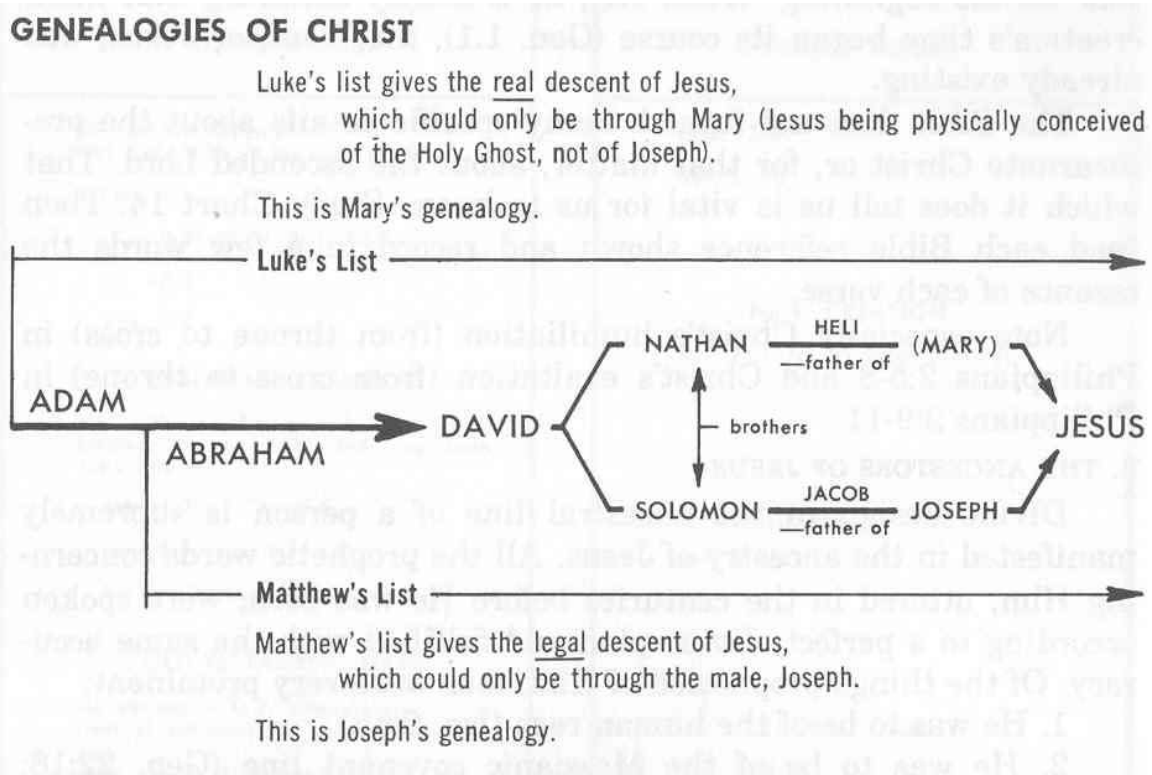 GENEALOGIES OF CHRIST
Luke's list gives the real descent of Jesus,
which could only be through Mary (Jesus being physically conceived
of the Holy Ghost, not of Joseph).
This is Mary's genealogy.
Luke's List
HELI
NATHAN (MARY)
father of
ADAM
DAVID brothers JESUS
ABRAHAM
JACOB
SOLOMON JOSEPH
father of
Matthew's List
Matthew's list gives the legal descent of Jesus,
which could only be through the male, Joseph.
This is Joseph's genealogy.